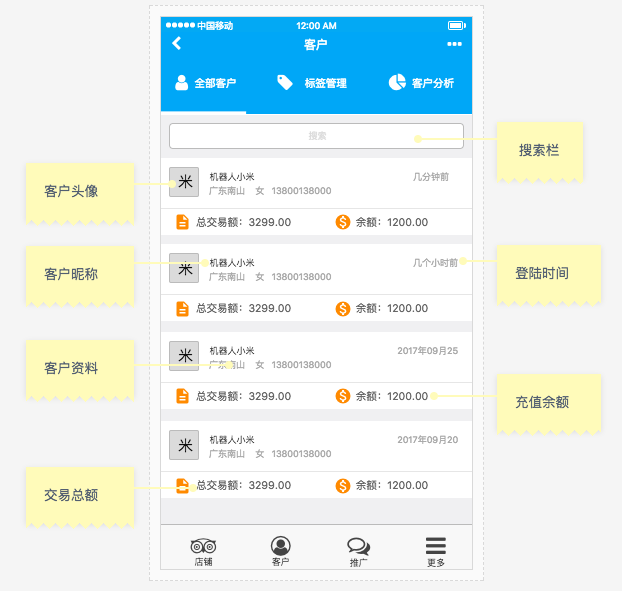 中国移动 12:00 AM
客户
全部客户 标签管理 客户分析
搜索
搜索栏
米 机器人小米 几分钟前
广东南山 女 13800138000
客户头像
总交易额：3299.00 余额：1200.00
米 机器人小米 几个小时前
广东南山 女 13800138000
客户昵称
登陆时间
总交易额：3299.00 余额：1200.00
米 机器人小米 2017年09月25
广东南山 女 13800138000
客户资料
总交易额：3299.00 余额：1200.00
充值余额
米 机器人小米 2017年09月20
广东南山 女 13800138000
总交易额：3299.00 余额：1200.00
交易总额
店铺 客户 推广 更多